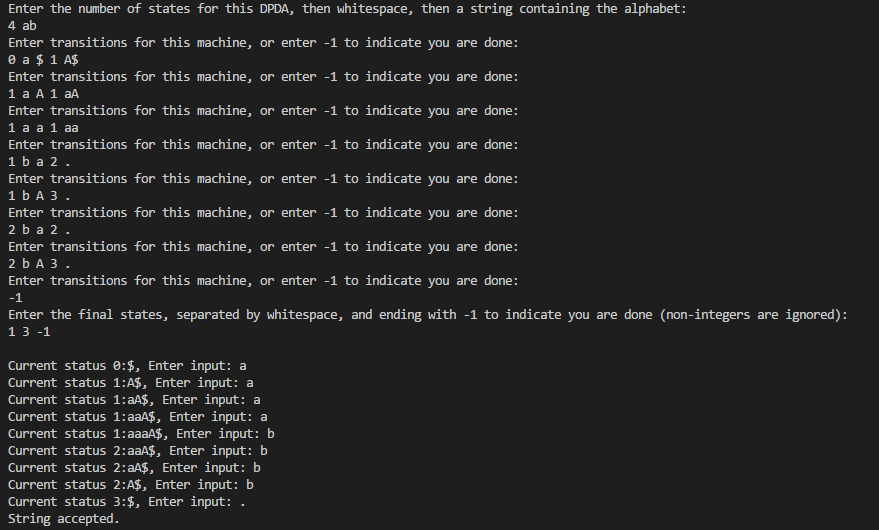 Enter the number of states for this DPDA, then whitespace, then a string containing the alphabet:
4 ab
Enter transitions for this machine, or enter -1 to indicate you are done:
0 a $ 1 A$
Enter transitions for this machine, or enter -1 to indicate you are done:
1 a A 1 aA
Enter transitions for this machine, or enter -1 to indicate you are done:
1 a a 1 aa
Enter transitions for this machine, or enter -1 to indicate you are done:
1 b a 2 .
Enter transitions for this machine, or enter -1 to indicate you are done:
1 b A 3 .
Enter transitions for this machine, or enter -1 to indicate you are done:
2 b a 2 .
Enter transitions for this machine, or enter -1 to indicate you are done:
2 b A 3 .
Enter transitions for this machine, or enter -1 to indicate you are done:
-1
Enter the final states, separated by whitespace, and ending with -1 to indicate you are done (non-integers are ignored):
1 3 -1
Current status 0:$, Enter input: a
Current status 1:A$, Enter input: a
Current status 1:aA$, Enter input: a
Current status 1:aaA$, Enter input: a
Current status 1:aaaA$, Enter input: b
Current status 2:aaA$, Enter input: b
Current status 2:aA$, Enter input: b
Current status 2:A$, Enter input: b
Current status 3:$, Enter input: .
String accepted.